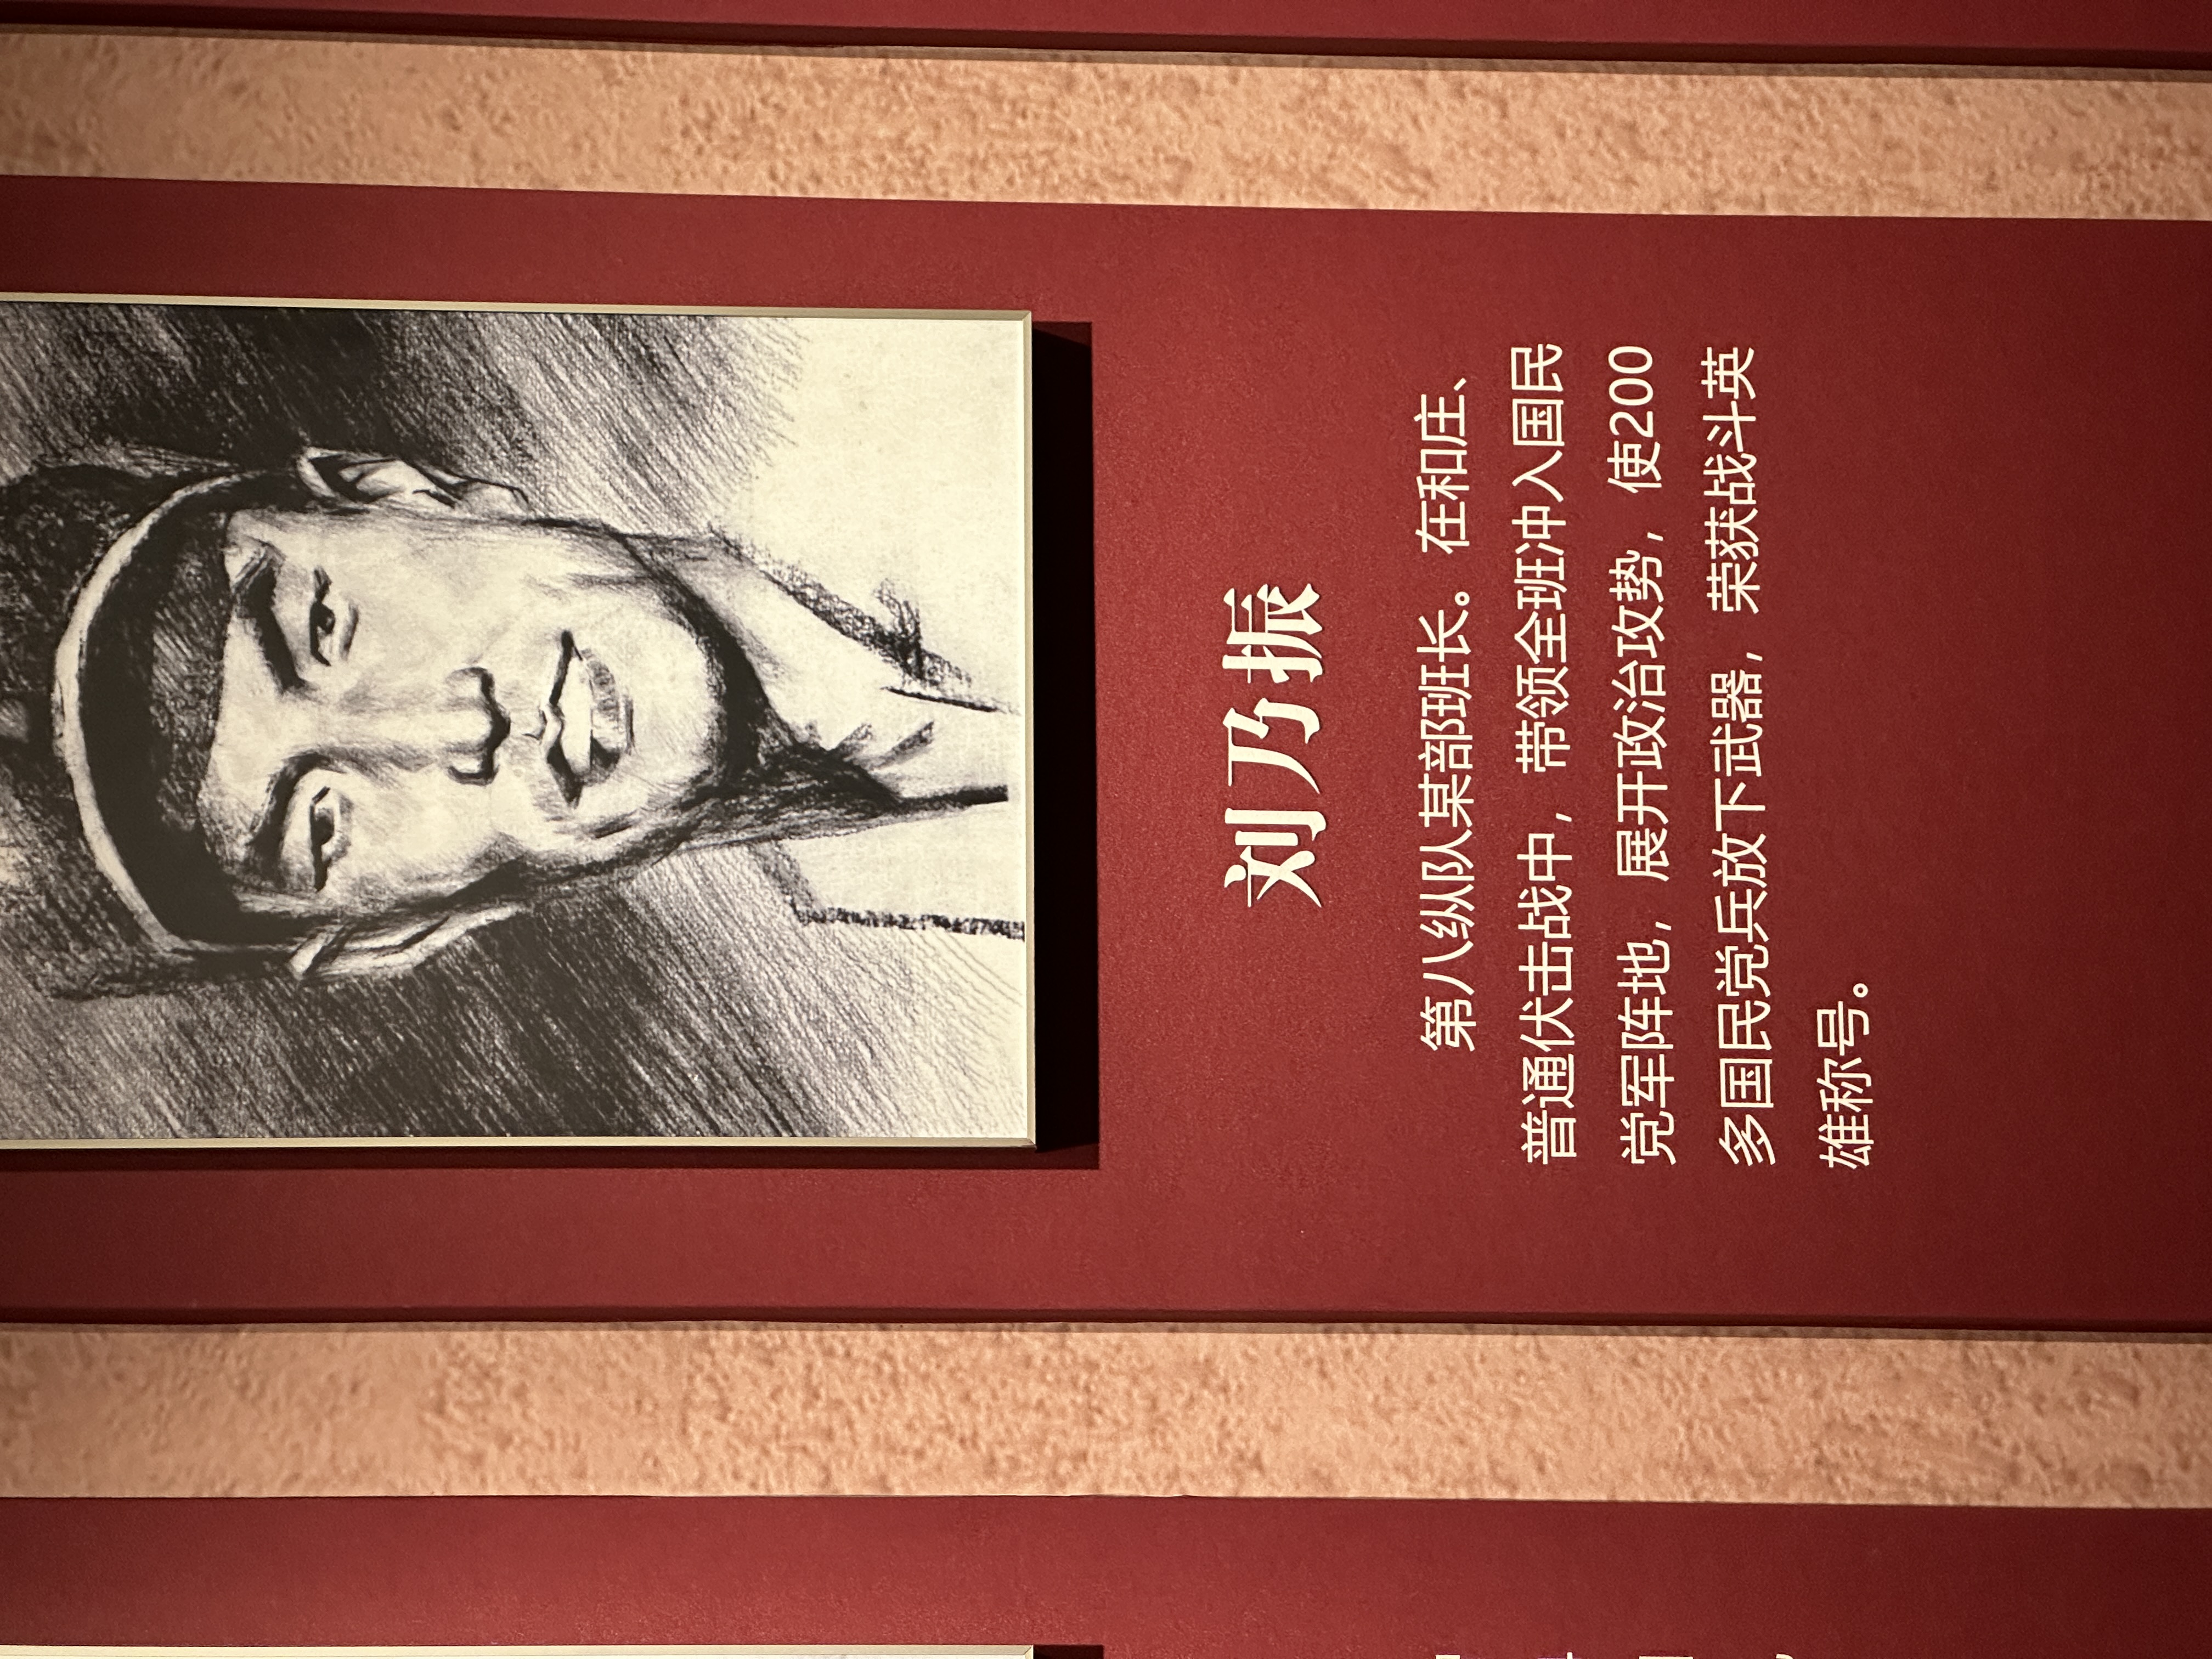 刘乃振
第八纵队某部班长。在和庄、
普通伏击战中，带领全班冲入国民
党军阵地，展开政治攻势，使200
多国民党兵放下武器，荣获战斗英
雄称号。